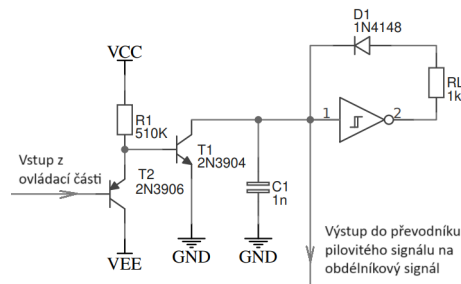 D1
1N4148
VCC
RL
1k
R1
510K
1
2
T1
2N3904
Vstup z
ovládací části
T2
2N3906
C1
1n
VEE
GND
GND
Výstup do převodníku
pilovitého signálu na
obdélníkový signál